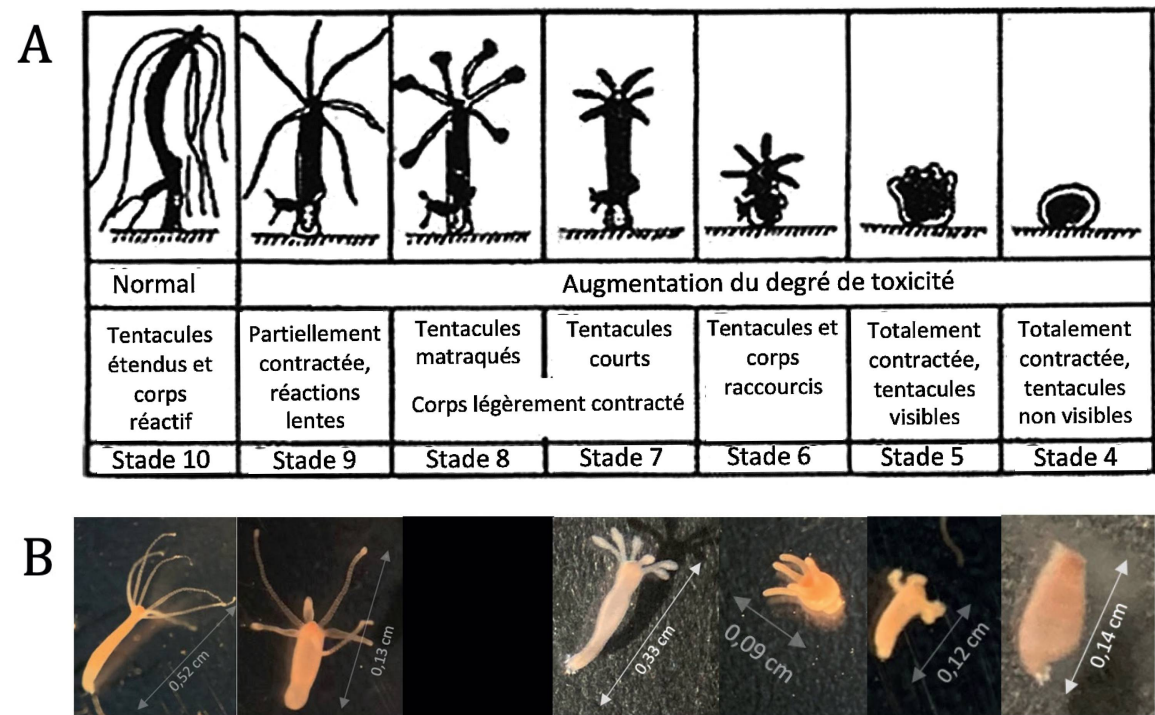 A
Normal
Augmentation du degré de toxicité
Tentacules
étendus et
corps
réactif
Partiellement
contractée,
réactions
lentes
Tentacules
matraqués
Tentacules
courts
Corps légèrement contracté
Tentacules et
corps
raccourcis
Totalement
contractée,
tentacules
visibles
Totalement
contractée,
tentacules
non visibles
Stade 10
Stade 9
Stade 8
Stade 7
Stade 6
Stade 5
Stade 4
B
0,52 cm
0,13 cm
0,33 cm
0,09 cm
0,12 cm
0,14 cm